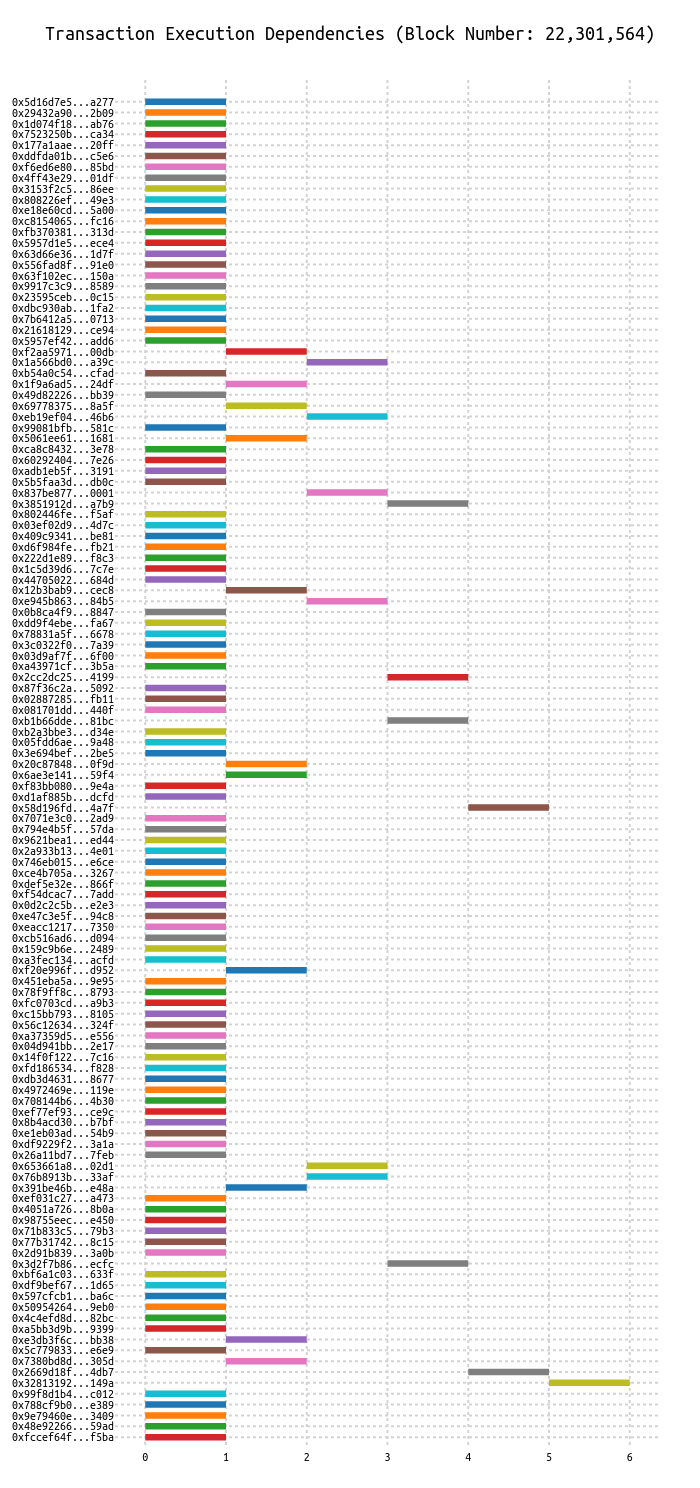 Transaction Execution Dependencies (Block Number: 22,301,564)
0x5d16d7e5...a277
0x29432a90...2b09
0x1d074f18...ab76
0x7523250b...ca34
0x177a1aae...20ff
0xddfda01b...c5e6
0xf6ed6e80...85bd
0x4ff43e29...01df
0x3153f2c5...86ee
0x808226ef...49e3
0xe18e60cd...5a00
0xc8154065...fc16
0xfb370381...313d
0x5957d1e5...ece4
0x63d66e36...1d7f
0x556fad8f...91e0
0x63f102ec...150a
0x9917c3c9...8589
0x23595ceb...0c15
0xdbc930ab...1fa2
0x7b6412a5...0713
0x21618129...ce94
0x5957ef42...add6
0xf2aa5971...00db
0x1a566bd0...a39c
0xb54a0c54...cfad
0x1f9a6ad5...24df
0x49d82226...bb39
0x69778375...8a5f
0xeb19ef04...46b6
0x99081bfb...581c
0x5061ee61...1681
0xca8c8432...3e78
0x60292404...7e26
0xadb1eb5f...3191
0x5b5faa3d...db0c
0x837be877...0001
0x3851912d...a7b9
0x802446fe...f5af
0x03ef02d9...4d7c
0x409c9341...be81
0xd6f984fe...fb21
0x222d1e89...f8c3
0x1c5d39d6...7c7e
0x44705022...684d
0x12b3bab9...cec8
0xe945b863...84b5
0x0b8ca4f9...8847
0xdd9f4ebe...fa67
0x78831a5f...6678
0x3c0322f0...7a39
0x03d9af7f...6f00
0xa43971cf...3b5a
0x2cc2dc25...4199
0x87f36c2a...5092
0x02887285...fb11
0x081701dd...440f
0xb1b66dde...81bc
0xb2a3bbe3...d34e
0x05fdd6ae...9a48
0x3e694bef...2be5
0x20c87848...0f9d
0x6ae3e141...59f4
0xf83bb080...9e4a
0xd1af885b...dcfd
0x58d196fd...4a7f
0x7071e3c0...2ad9
0x794e4b5f...57da
0x9621bea1...ed44
0x2a933b13...4e01
0x746eb015...e6ce
0xce4b705a...3267
0xdef5e32e...866f
0xf54dcac7...7add
0x0d2c2c5b...e2e3
0xe47c3e5f...94c8
0xeacc1217...7350
0xcb516ad6...d094
0x159c9b6e...2489
0xa3fec134...acfd
0xf20e996f...d952
0x451eba5a...9e95
0x78f9ff8c...8793
0xfc0703cd...a9b3
0xc15bb793...8105
0x56c12634...324f
0xa37359d5...e556
0x04d941bb...2e17
0x14f0f122...7c16
0xfd186534...f828
0xdb3d4631...8677
0x4972469e...119e
0x708144b6...4b30
0xef77ef93...ce9c
0x8b4acd30...b7bf
0xe1eb03ad...54b9
0xdf9229f2...3a1a
0x26a11bd7...7feb
0x653661a8...02d1
0x76b8913b...33af
0x391be46b...e48a
0xef031c27...a473
0x4051a726...8b0a
0x98755eec...e450
0x71b833c5...79b3
0x77b31742...8c15
0x2d91b839...3a0b
0x3d2f7b86...ecfc
0xbf6a1c03...633f
0xdf9bef67...1d65
0x597cfcb1...ba6c
0x50954264...9eb0
0x4c4efd8d...82bc
0xa5bb3d9b...9399
0xe3db3f6c...bb38
0x5c779833...e6e9
0x7380bd8d...305d
0x2669d18f...4db7
0x32813192...149a
0x99f8d1b4...c012
0x788cf9b0...e389
0x9e79460e...3409
0x48e92266...59ad
0xfccef64f...f5ba
0 1 2 3 4 5 6